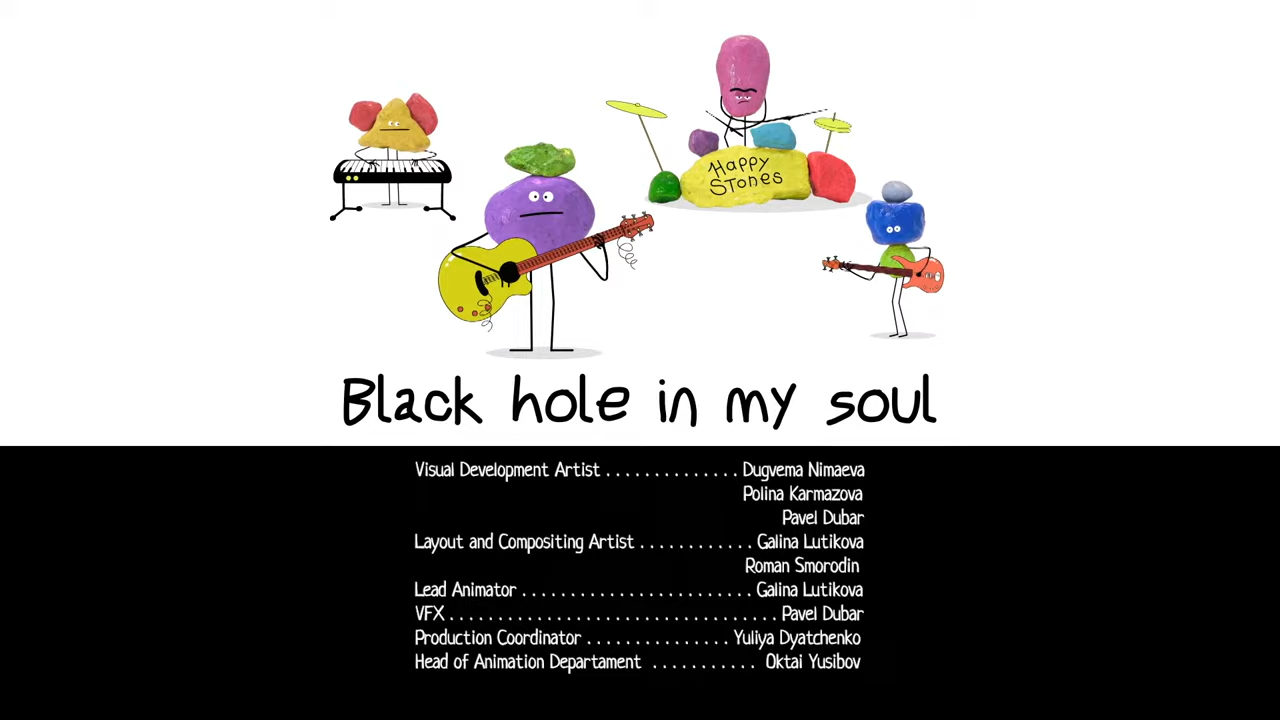 Happy
STones
Black hole in my soul
Visual Development Artist . . . . . . . . . . . . . . Dugvema Nimaeva
Polina Karmazova
Pavel Dubar
Layout and Compositing Artist . . . . . . . . . . . . Galina Lutikova
Roman Smorodin
Lead Animator . . . . . . . . . . . . . . . . . . . . . . . . Galina Lutikova
VFX . . . . . . . . . . . . . . . . . . . . . . . . . . . . . . . . . . Pavel Dubar
Production Coordinator . . . . . . . . . . . . . . . Yuliya Dyatchenko
Head of Animation Departament . . . . . . . . . . . Oktai Yusibov